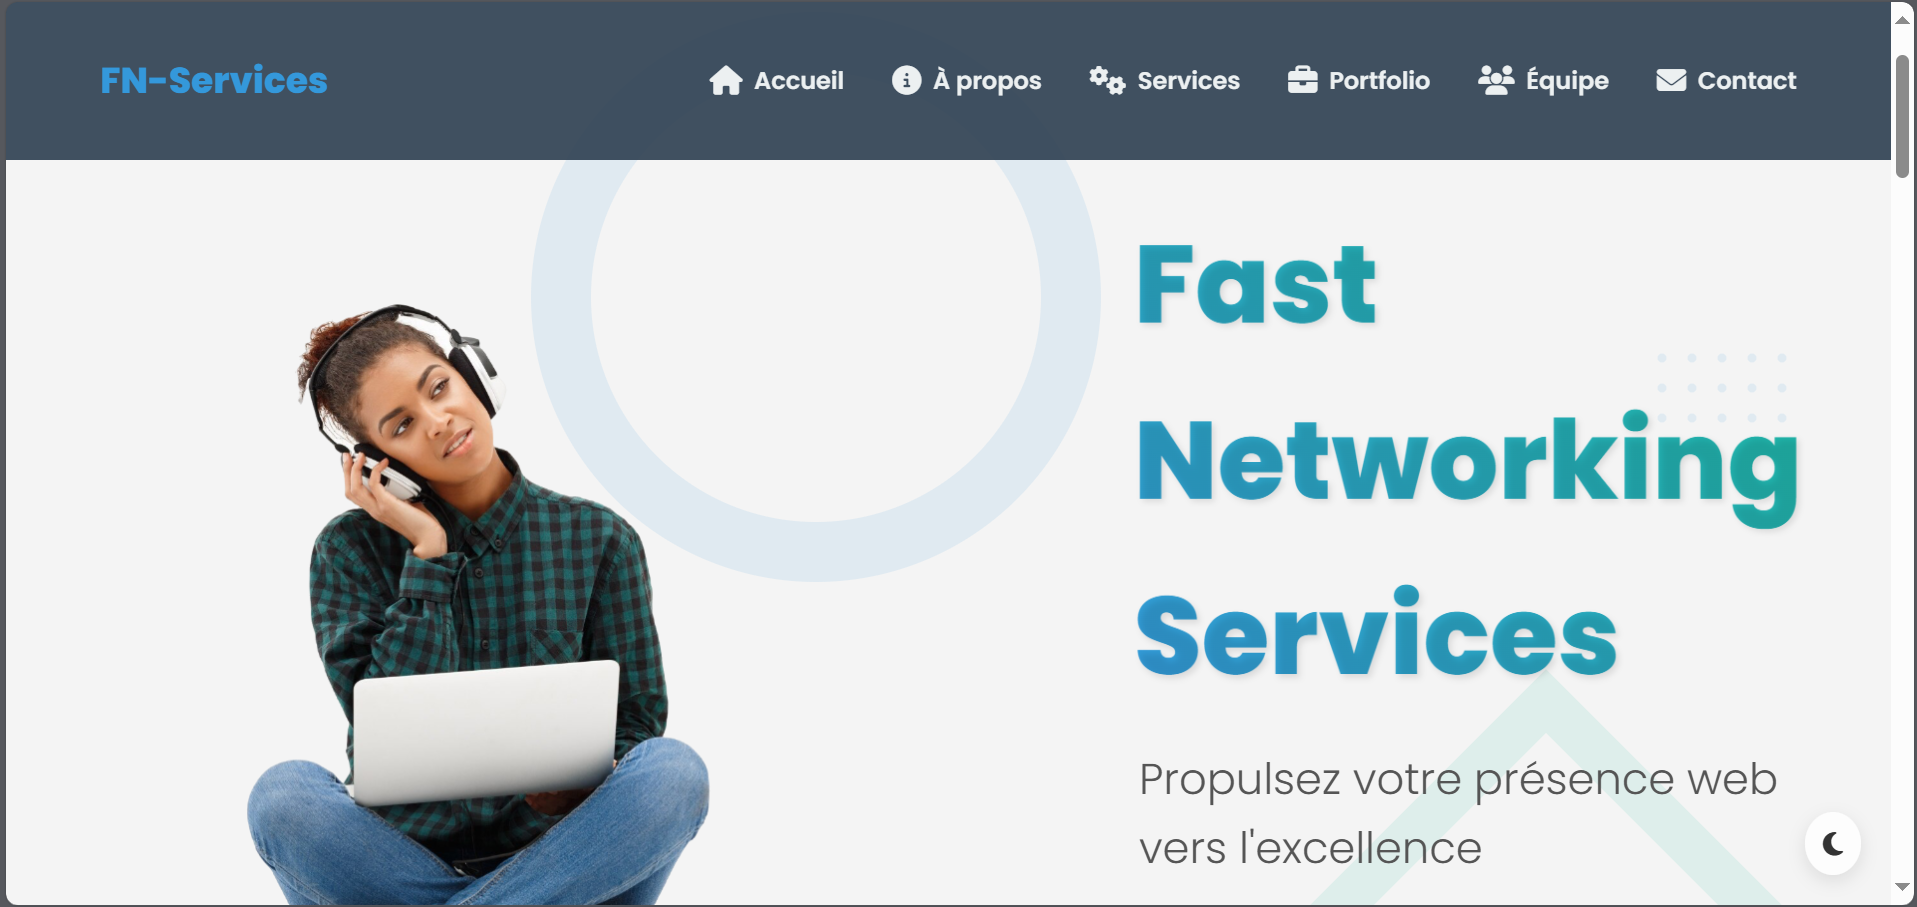 FN-Services
Accueil
À propos
Services
Portfolio
Équipe
Contact
Fast
Networking
Services
Propulsez votre présence web
vers l'excellence